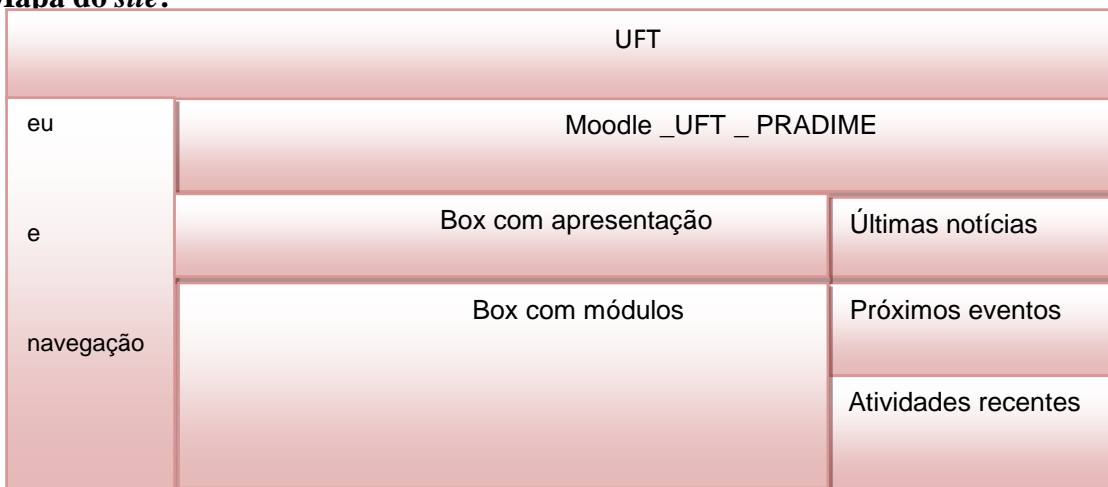 Mapa do site:
UFT
eu
e
navegação
Moodle _UFT _ PRADIME
Box com apresentação
Últimas notícias
Box com módulos
Próximos eventos
Atividades recentes